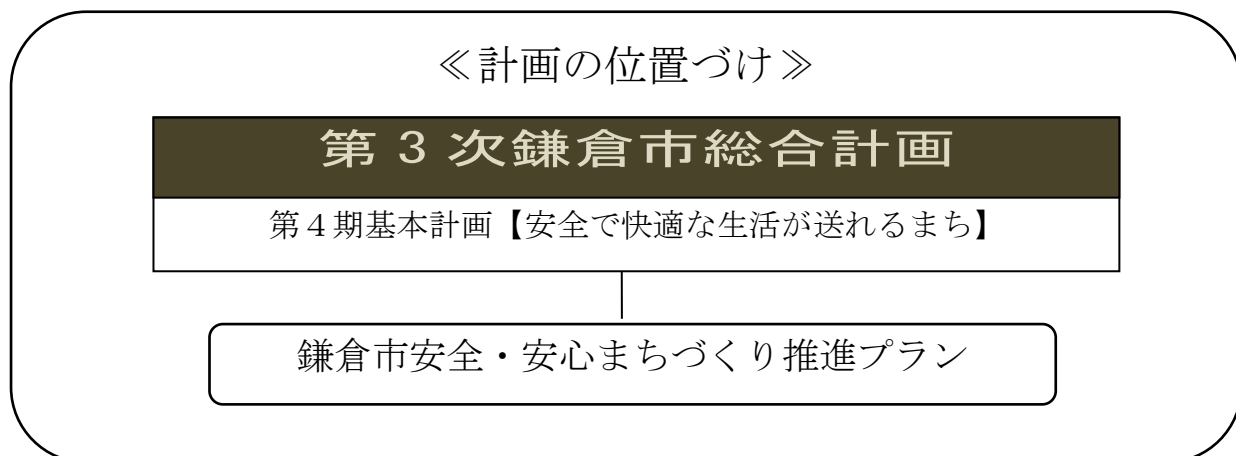 ≪計画の位置づけ≫
第3次鎌倉市総合計画
第4期基本計画【安全で快適な生活が送れるまち】
鎌倉市安全・安心まちづくり推進プラン